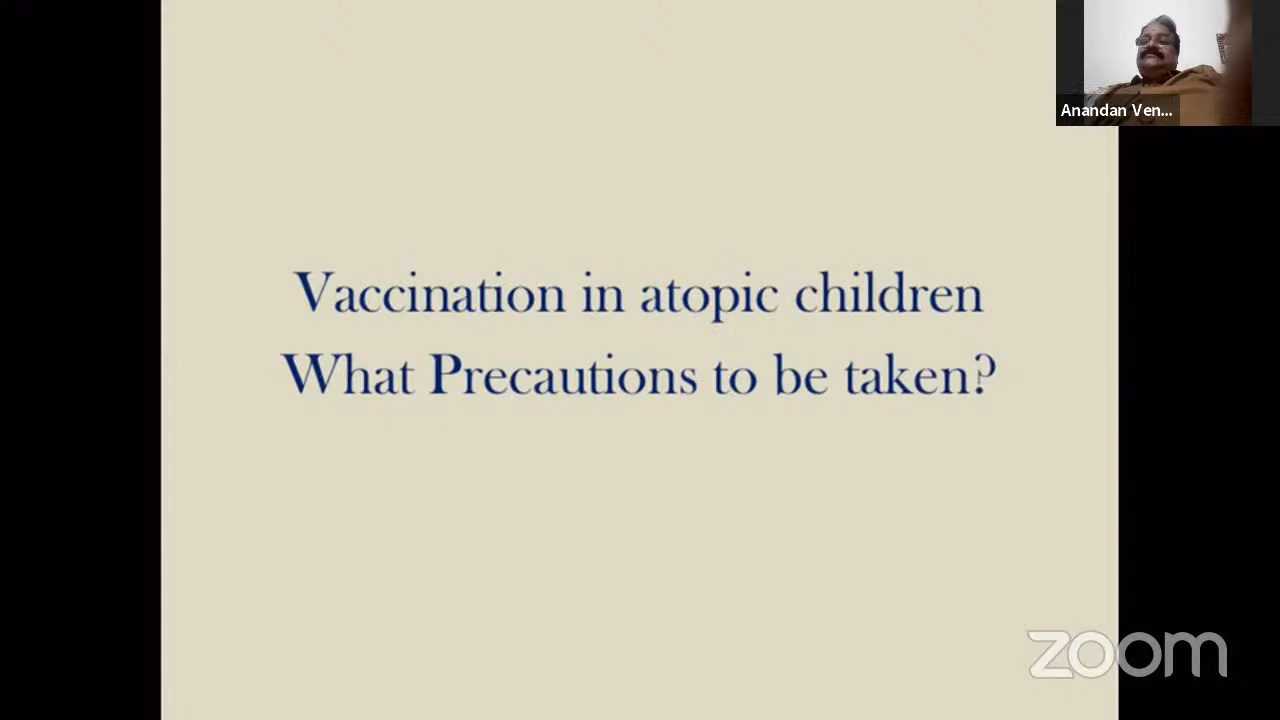 Anandan Ven...
Vaccination in atopic children
What Precautions to be taken?
zoom